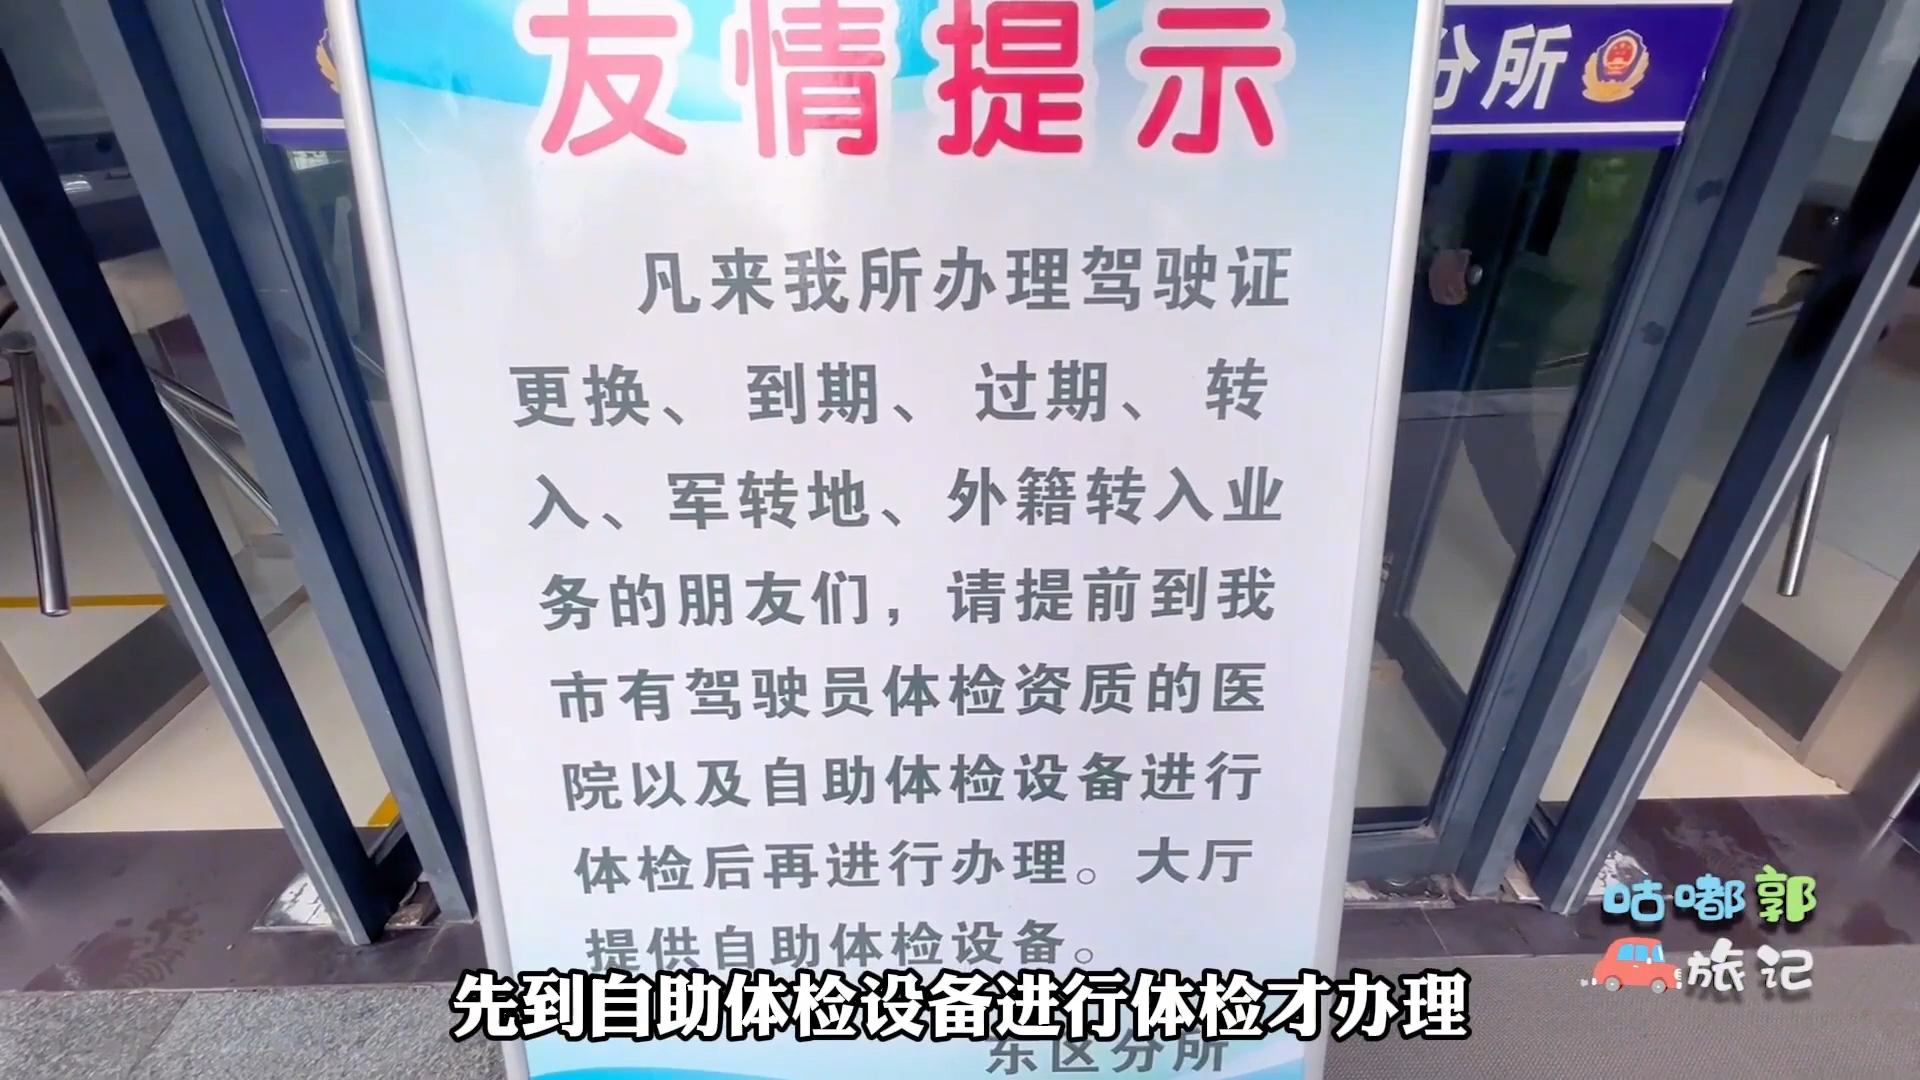 友情提示
分所
凡来我所办理驾驶证
更换、到期、过期、转
入、军转地、外籍转入业
务的朋友们，请提前到我
市有驾驶员体检资质的医
院以及自助体检设备进行
体检后再进行办理。大厅
提供自助体检设备。
先到自助体检设备进行体检才办理
东区分所
咕嘟郭
旅记